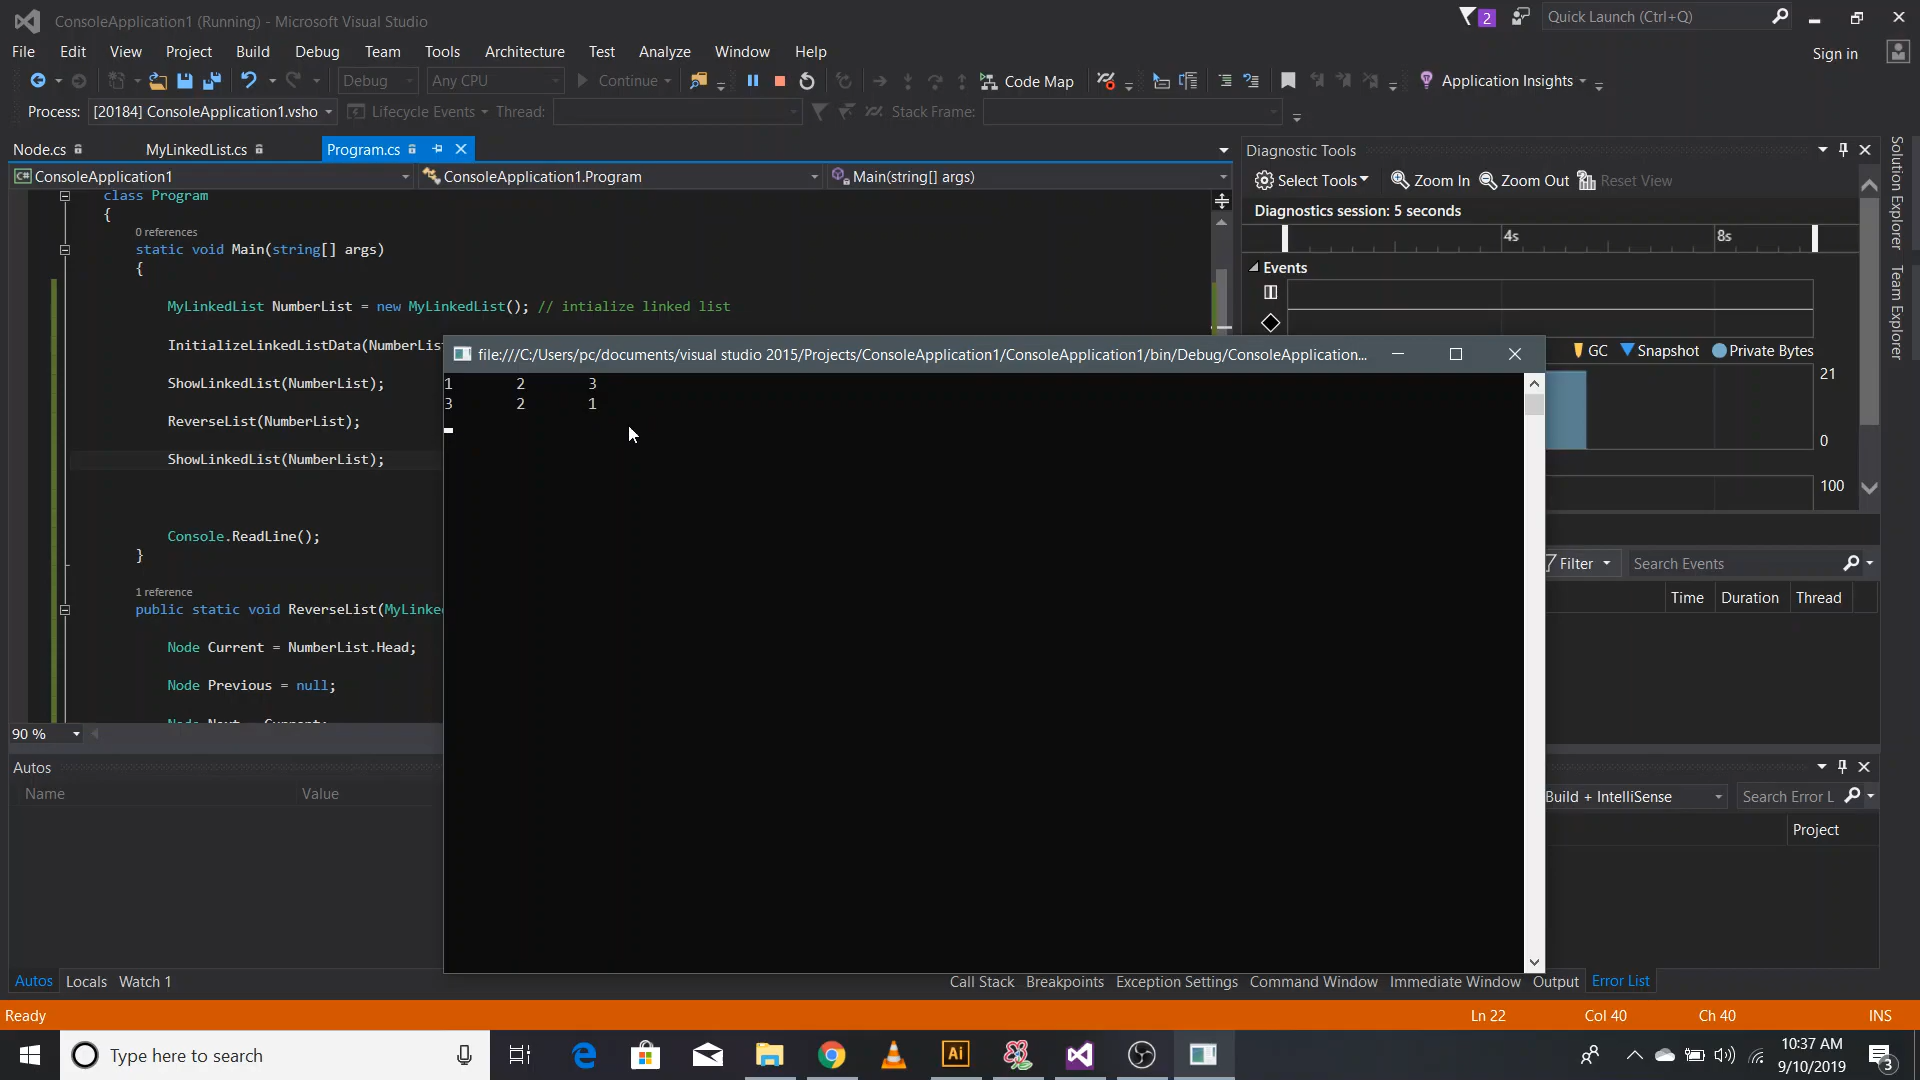 ConsoleApplication1 (Running) - Microsoft Visual Studio
2
Quick Launch (Ctrl+Q)
File Edit View Project Build Debug Team Tools Architecture Test Analyze Window Help
Sign in
Debug Any CPU Continue Code Map Application Insights
Process: [20184] ConsoleApplication1.vsho Lifecycle Events Thread: Stack Frame:
Node.cs MyLinkedList.cs Program.cs
ConsoleApplication1 ConsoleApplication1.Program Main(string[] args)
class Program
{
0 references
static void Main(string[] args)
{
MyLinkedList NumberList = new MyLinkedList(); // intialize linked list
InitializeLinkedListData(NumberLis
ShowLinkedList(NumberList);
ReverseList(NumberList);
ShowLinkedList(NumberList);
Console.ReadLine();
}
1 reference
public static void ReverseList(MyLinke
Node Current = NumberList.Head;
Node Previous = null;
Node Next = Current;
90 %
file:///C:/Users/pc/documents/visual studio 2015/Projects/ConsoleApplication1/ConsoleApplication1/bin/Debug/ConsoleApplication...
1 2 3
3 2 1
Diagnostic Tools
Select Tools Zoom In Zoom Out Reset View
Diagnostics session: 5 seconds
4s 8s
Events
GC Snapshot Private Bytes
21
0
100
Filter Search Events
Time Duration Thread
Solution Explorer
Team Explorer
Autos
Name Value
Build + IntelliSense Search Error L
Project
Autos Locals Watch 1
Call Stack Breakpoints Exception Settings Command Window Immediate Window Output Error List
Ready Ln 22 Col 40 Ch 40 INS
Type here to search
Ai
10:37 AM
9/10/2019
3